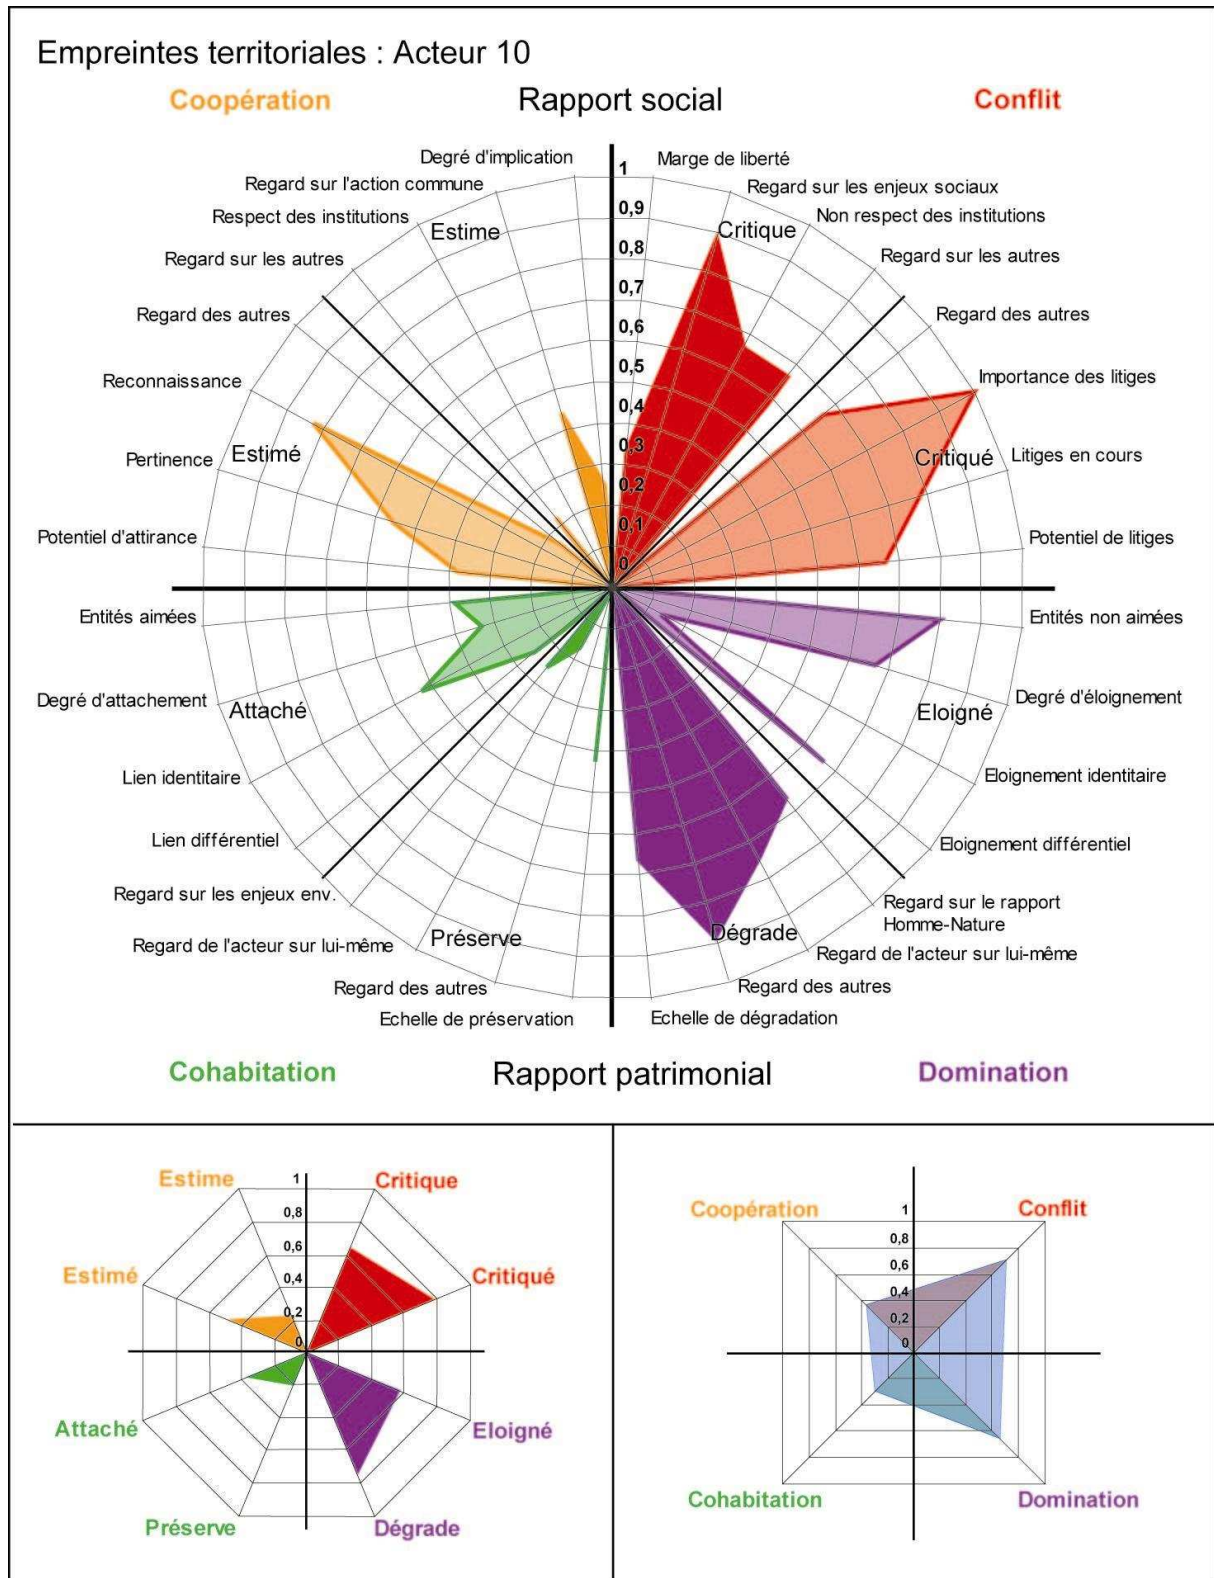 Empreintes territoriales : Acteur 10
Coopération
Rapport social
Conflit
Degré d'implication
Marge de liberté
Regard sur l'action commune
Regard sur les enjeux sociaux
Respect des institutions
Non respect des institutions
Estime
Critique
Regard sur les autres
Regard sur les autres
Regard des autres
Regard des autres
Reconnaissance
Importance des litiges
Estimé
Critiqué
Pertinence
Litiges en cours
Potentiel d'attirance
Potentiel de litiges
1
0,9
0,8
0,7
0,6
0,5
0,4
0,3
0,2
0,1
0
Entités aimées
Entités non aimées
Degré d'attachement
Degré d'éloignement
Attaché
Eloigné
Lien identitaire
Eloignement identitaire
Lien différentiel
Eloignement différentiel
Regard sur les enjeux env.
Regard sur le rapport
Homme-Nature
Préserve
Dégrade
Regard de l'acteur sur lui-même
Regard de l'acteur sur lui-même
Regard des autres
Regard des autres
Echelle de préservation
Echelle de dégradation
Cohabitation
Rapport patrimonial
Domination
Estime
1
Critique
0,8
0,6
Estimé
0,4
Critiqué
0,2
0
Attaché
Eloigné
Préserve
Dégrade
Coopération
1
Conflit
0,8
0,6
0,4
0,2
0
Cohabitation
Domination